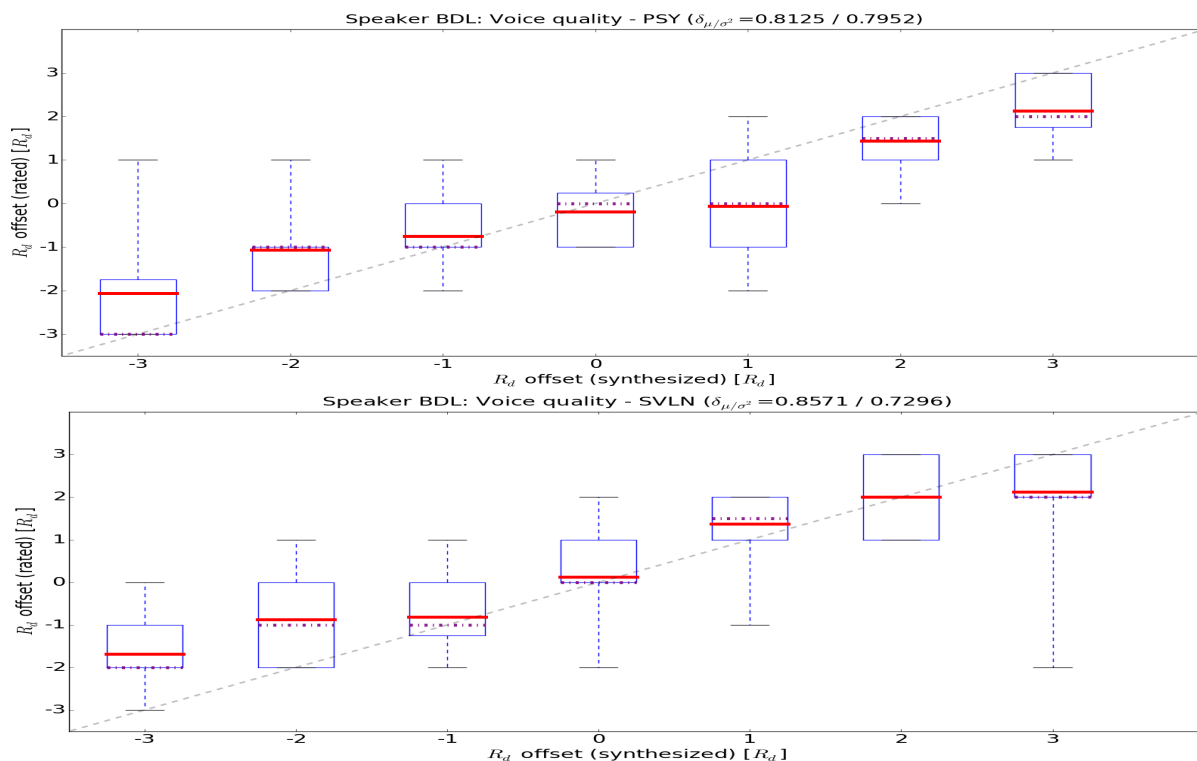 Speaker BDL: Voice quality - PSY (δμ/σ² =0.8125 / 0.7952)
Rd offset (rated) [Rd]
3
2
1
0
-1
-2
-3
-3 -2 -1 0 1 2 3
Rd offset (synthesized) [Rd]
Speaker BDL: Voice quality - SVLN (δμ/σ² =0.8571 / 0.7296)
Rd offset (rated) [Rd]
3
2
1
0
-1
-2
-3
-3 -2 -1 0 1 2 3
Rd offset (synthesized) [Rd]